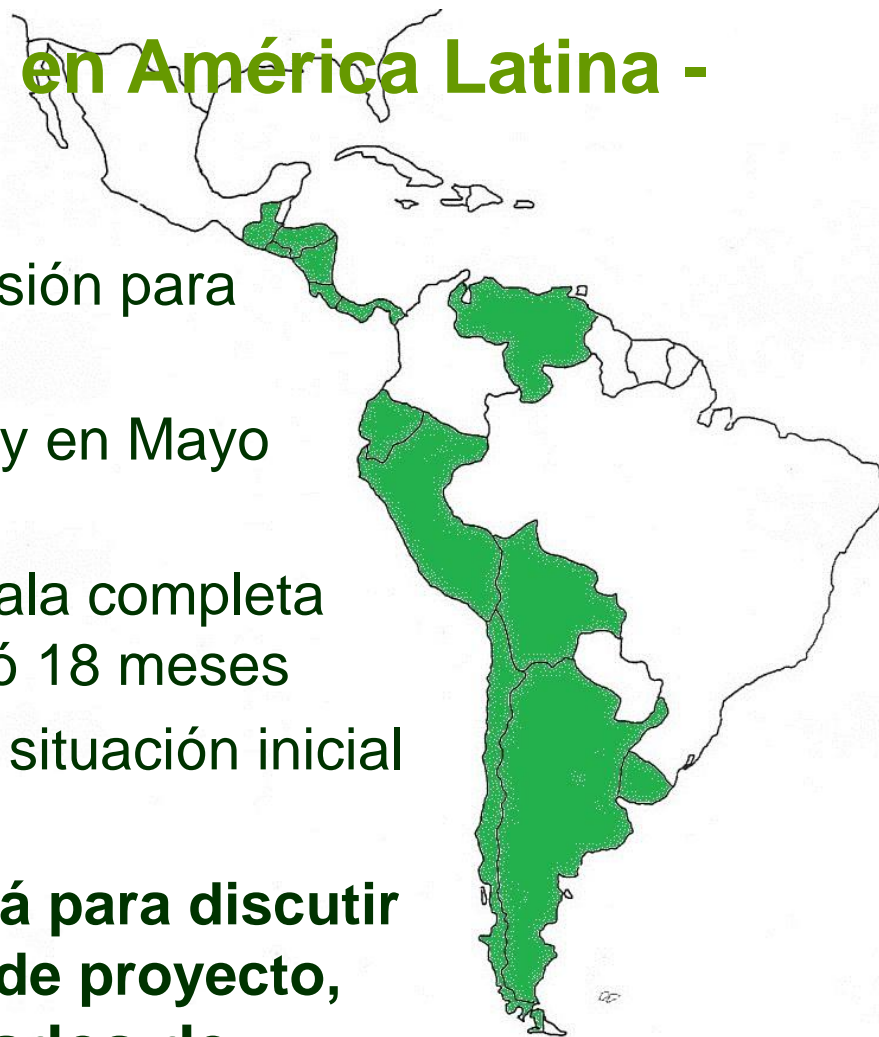 en América Latina -
sión para
y en Mayo
ala completa
ó 18 meses
situación inicial
á para discutir
de proyecto,